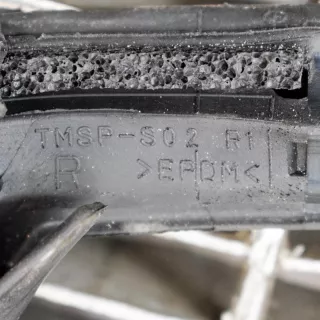 TMSP-S02 R1
R >EPDM<